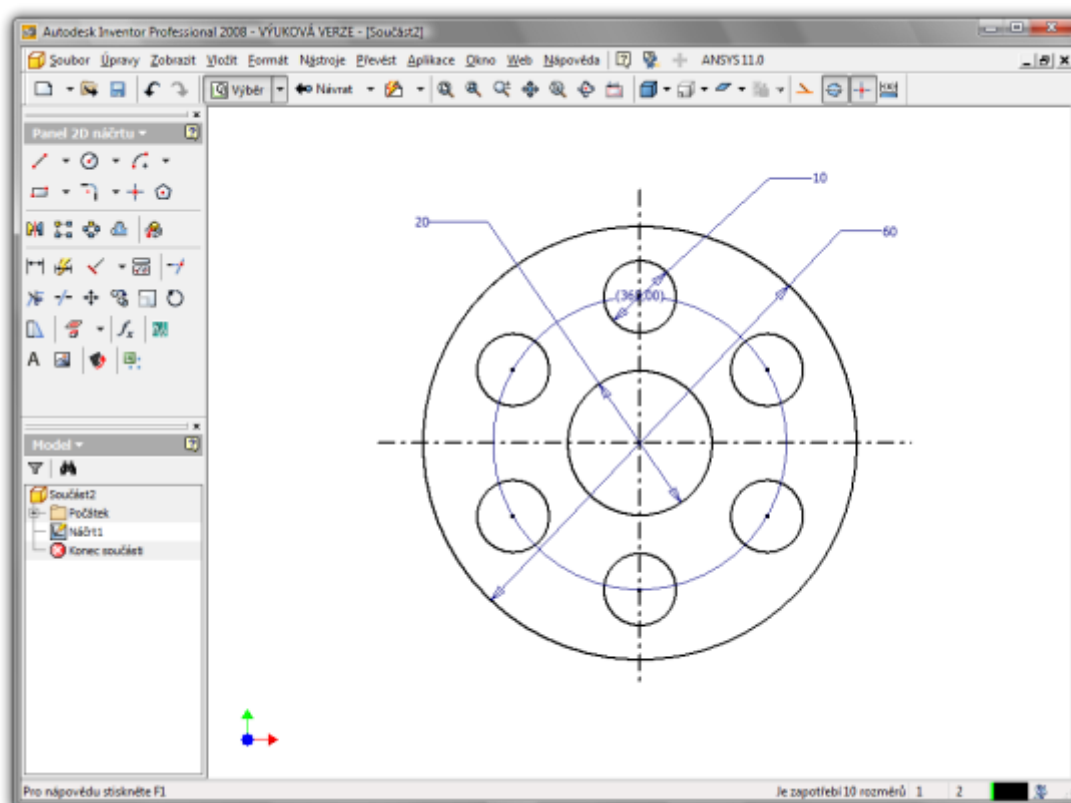 Autodesk Inventor Professional 2008 - VÝUKOVÁ VERZE - [Součást2]
Soubor Úpravy Zobrazit Vložit Formát Nástroje Převést Aplikace Okno Web Nápověda ANSYS 11.0
Výběr Návrat
Panel 2D náčrtu
10
20
60
(360,00)
A
Model
Součást2
Počátek
Náčrt1
Konec součásti
Pro nápovědu stiskněte F1
Je zapotřebí 10 rozměrů 1 2